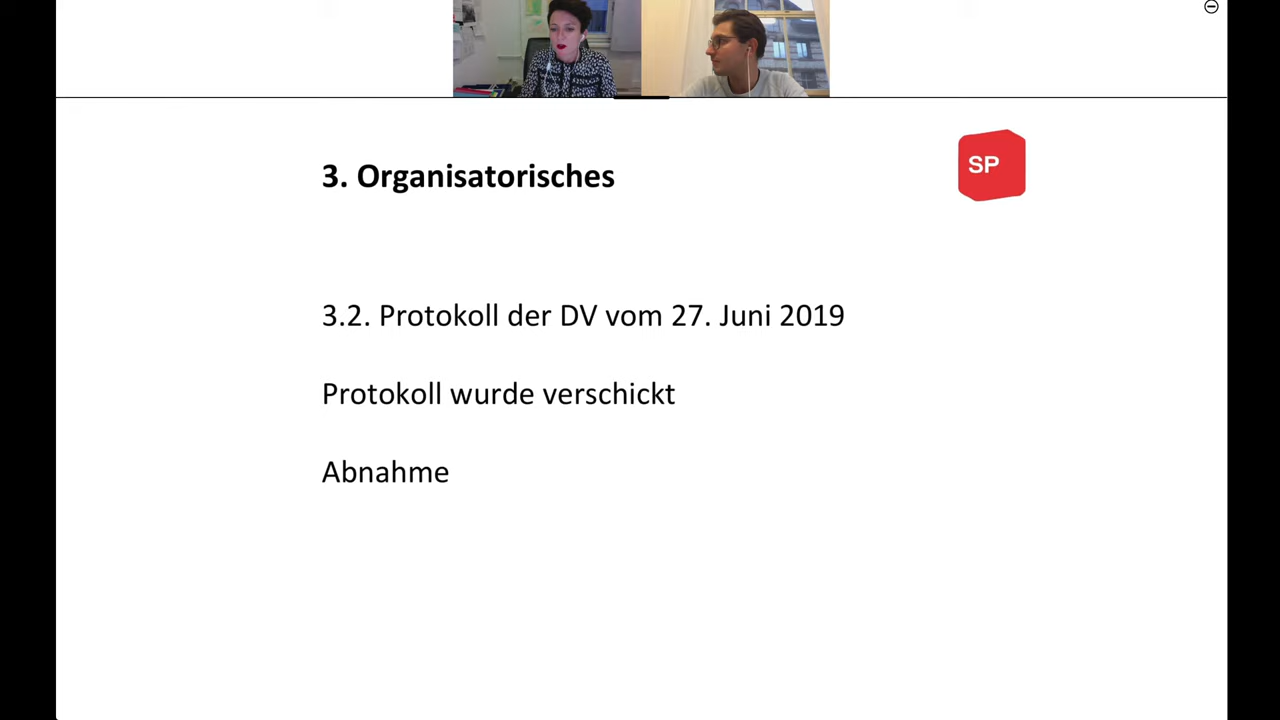 3. Organisatorisches
SP
3.2. Protokoll der DV vom 27. Juni 2019
Protokoll wurde verschickt
Abnahme